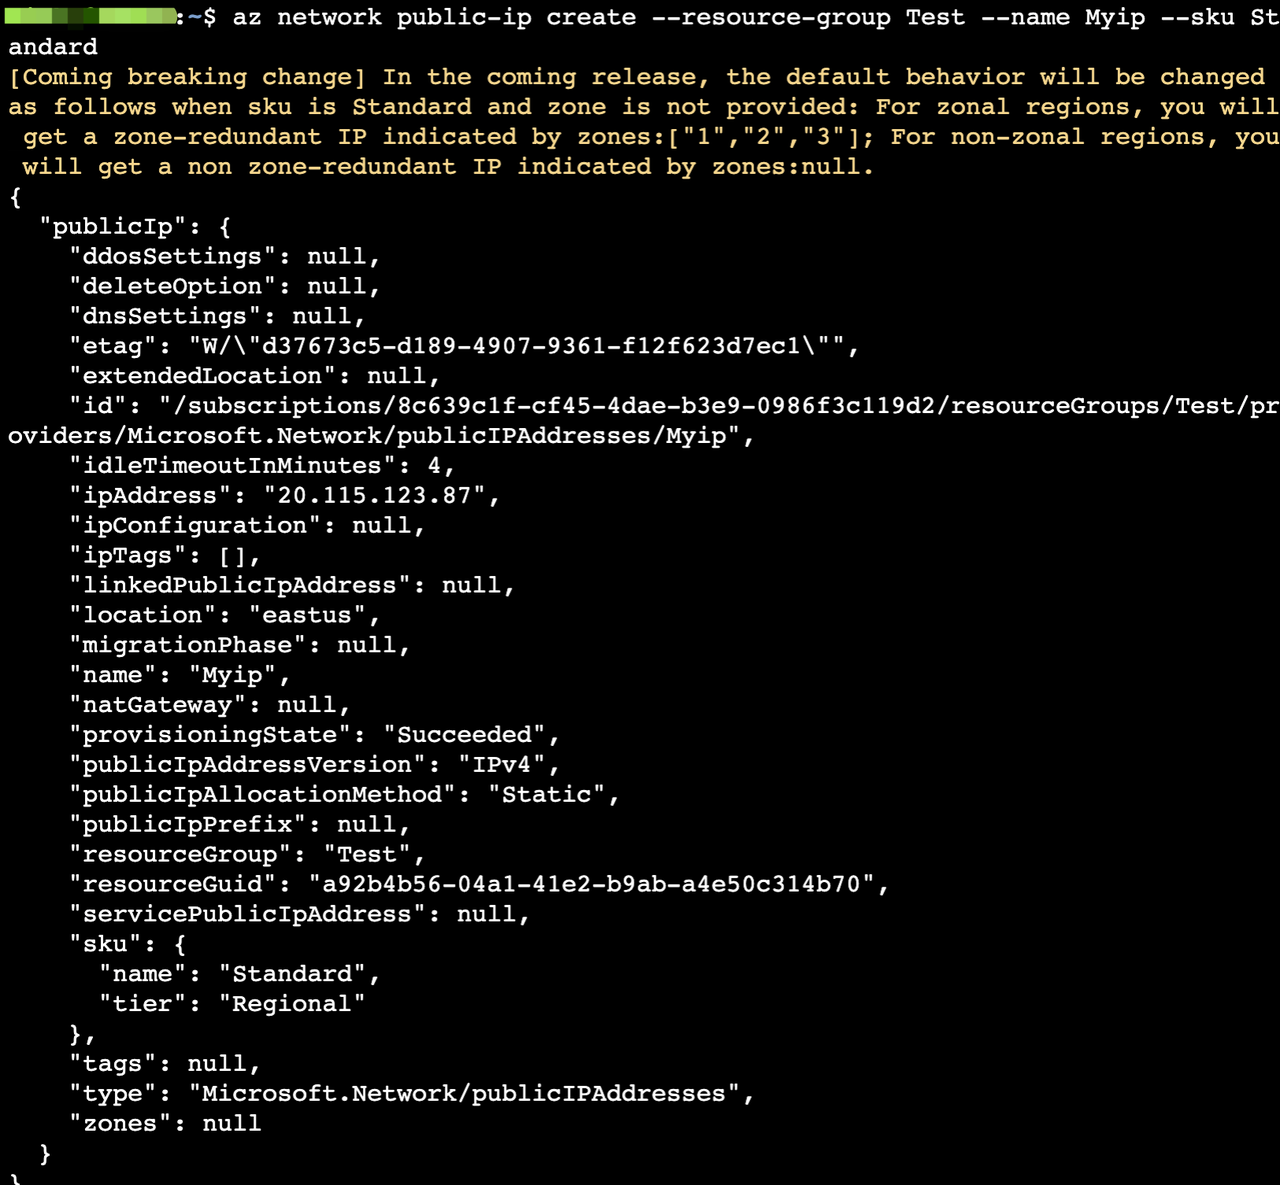 :~$ az network public-ip create --resource-group Test --name Myip --sku St
andard
[Coming breaking change] In the coming release, the default behavior will be changed
as follows when sku is Standard and zone is not provided: For zonal regions, you will
 get a zone-redundant IP indicated by zones:["1","2","3"]; For non-zonal regions, you
 will get a non zone-redundant IP indicated by zones:null.
{
  "publicIp": {
    "ddosSettings": null,
    "deleteOption": null,
    "dnsSettings": null,
    "etag": "W/\"d37673c5-d189-4907-9361-f12f623d7ec1\"",
    "extendedLocation": null,
    "id": "/subscriptions/8c639c1f-cf45-4dae-b3e9-0986f3c119d2/resourceGroups/Test/pr
oviders/Microsoft.Network/publicIPAddresses/Myip",
    "idleTimeoutInMinutes": 4,
    "ipAddress": "20.115.123.87",
    "ipConfiguration": null,
    "ipTags": [],
    "linkedPublicIpAddress": null,
    "location": "eastus",
    "migrationPhase": null,
    "name": "Myip",
    "natGateway": null,
    "provisioningState": "Succeeded",
    "publicIpAddressVersion": "IPv4",
    "publicIpAllocationMethod": "Static",
    "publicIpPrefix": null,
    "resourceGroup": "Test",
    "resourceGuid": "a92b4b56-04a1-41e2-b9ab-a4e50c314b70",
    "servicePublicIpAddress": null,
    "sku": {
      "name": "Standard",
      "tier": "Regional"
    },
    "tags": null,
    "type": "Microsoft.Network/publicIPAddresses",
    "zones": null
  }
}